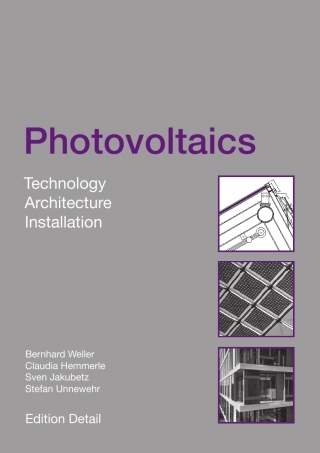 Photovoltaics
Technology
Architecture
Installation
Bernhard Weller
Claudia Hemmerle
Sven Jakubetz
Stefan Unnewehr
Edition Detail